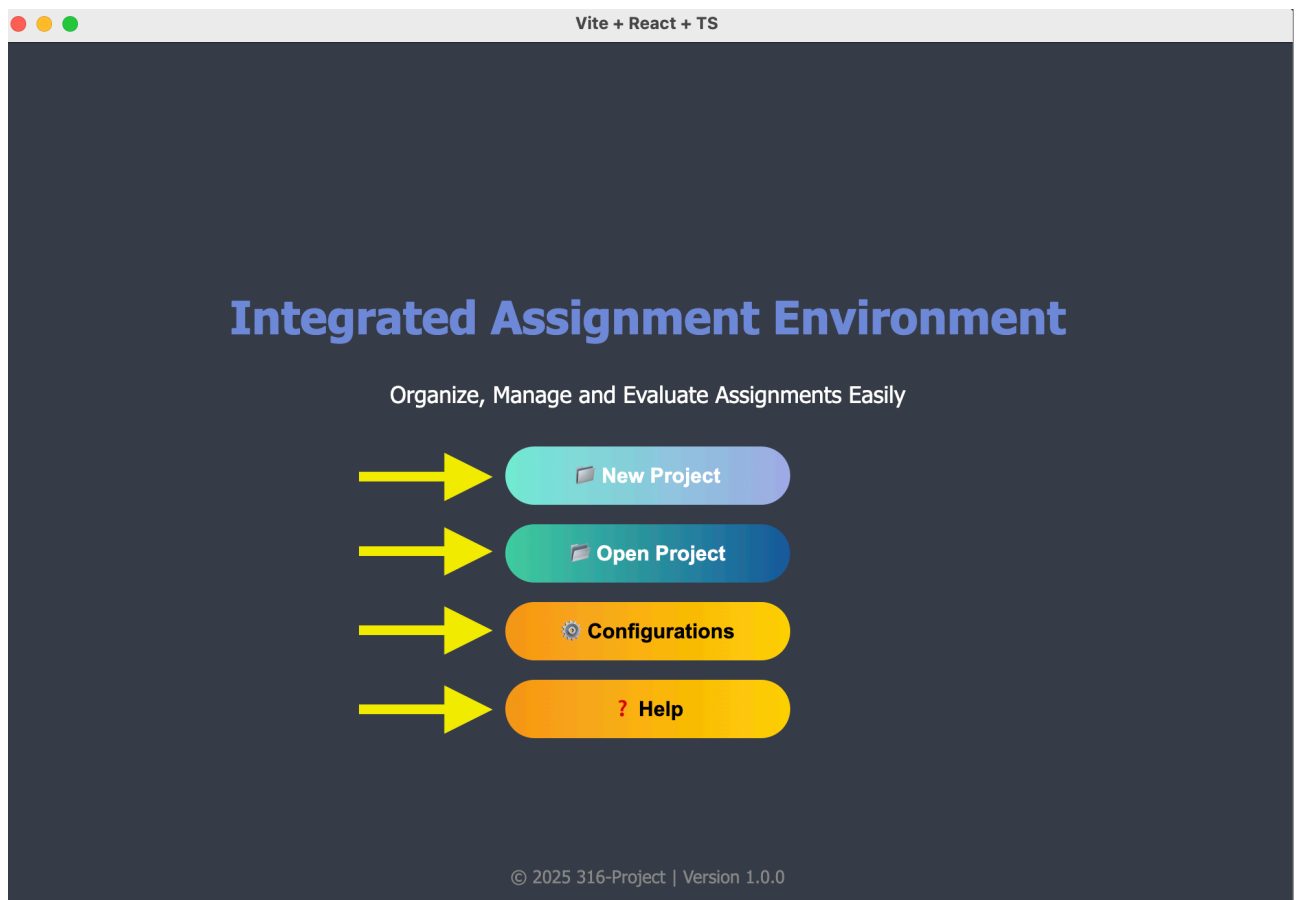 Vite + React + TS
Integrated Assignment Environment
Organize, Manage and Evaluate Assignments Easily
📁 New Project
📂 Open Project
⚙️ Configurations
❓ Help
© 2025 316-Project | Version 1.0.0